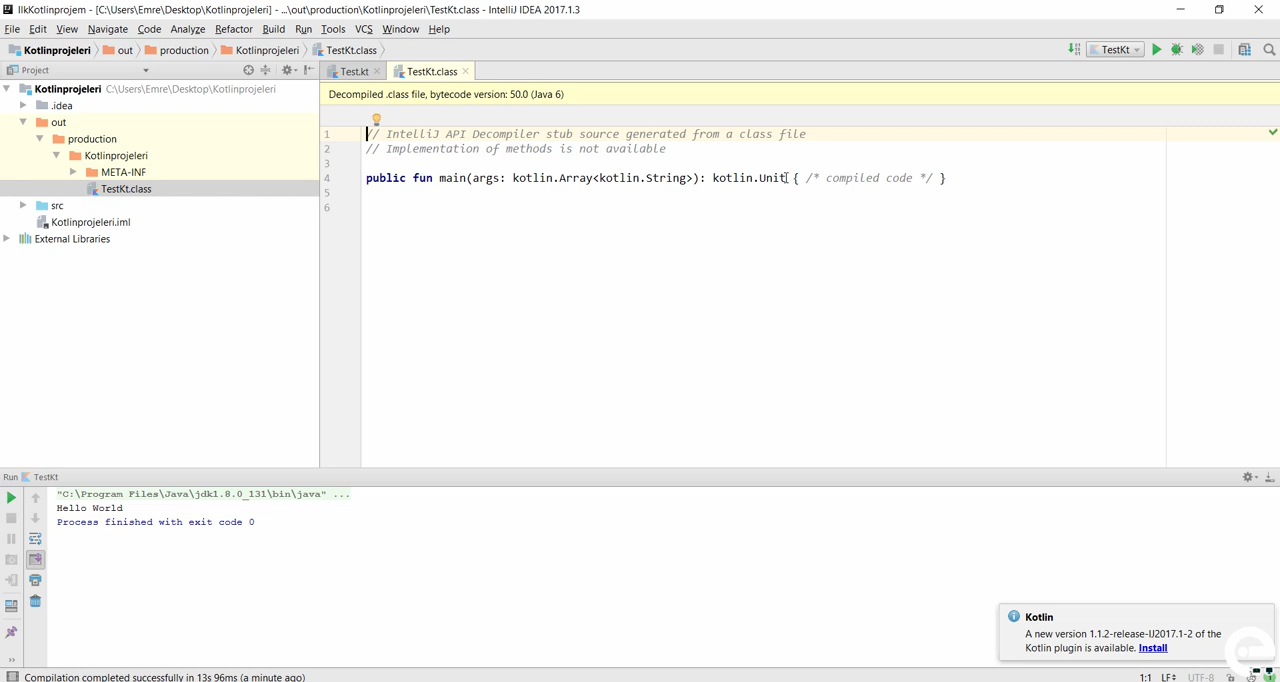 IlkKotlinprojem - [C:\Users\Emre\Desktop\Kotlinprojeleri] - ...\out\production\Kotlinprojeleri\TestKt.class - IntelliJ IDEA 2017.1.3
File Edit View Navigate Code Analyze Refactor Build Run Tools VCS Window Help
Kotlinprojeleri out production Kotlinprojeleri TestKt.class TestKt
Project Test.kt TestKt.class
Kotlinprojeleri C:\Users\Emre\Desktop\Kotlinprojeleri
.idea
out
production
Kotlinprojeleri
META-INF
TestKt.class
src
Kotlinprojeleri.iml
External Libraries
Decompiled .class file, bytecode version: 50.0 (Java 6)
1 // IntelliJ API Decompiler stub source generated from a class file
2 // Implementation of methods is not available
3
4 public fun main(args: kotlin.Array<kotlin.String>): kotlin.Unit { /* compiled code */ }
5
6
Run TestKt
"C:\Program Files\Java\jdk1.8.0_131\bin\java" ...
Hello World
Process finished with exit code 0
Kotlin
A new version 1.1.2-release-IJ2017.1-2 of the
Kotlin plugin is available. Install
Compilation completed successfully in 13s 96ms (a minute ago) 1:1 LF UTF-8